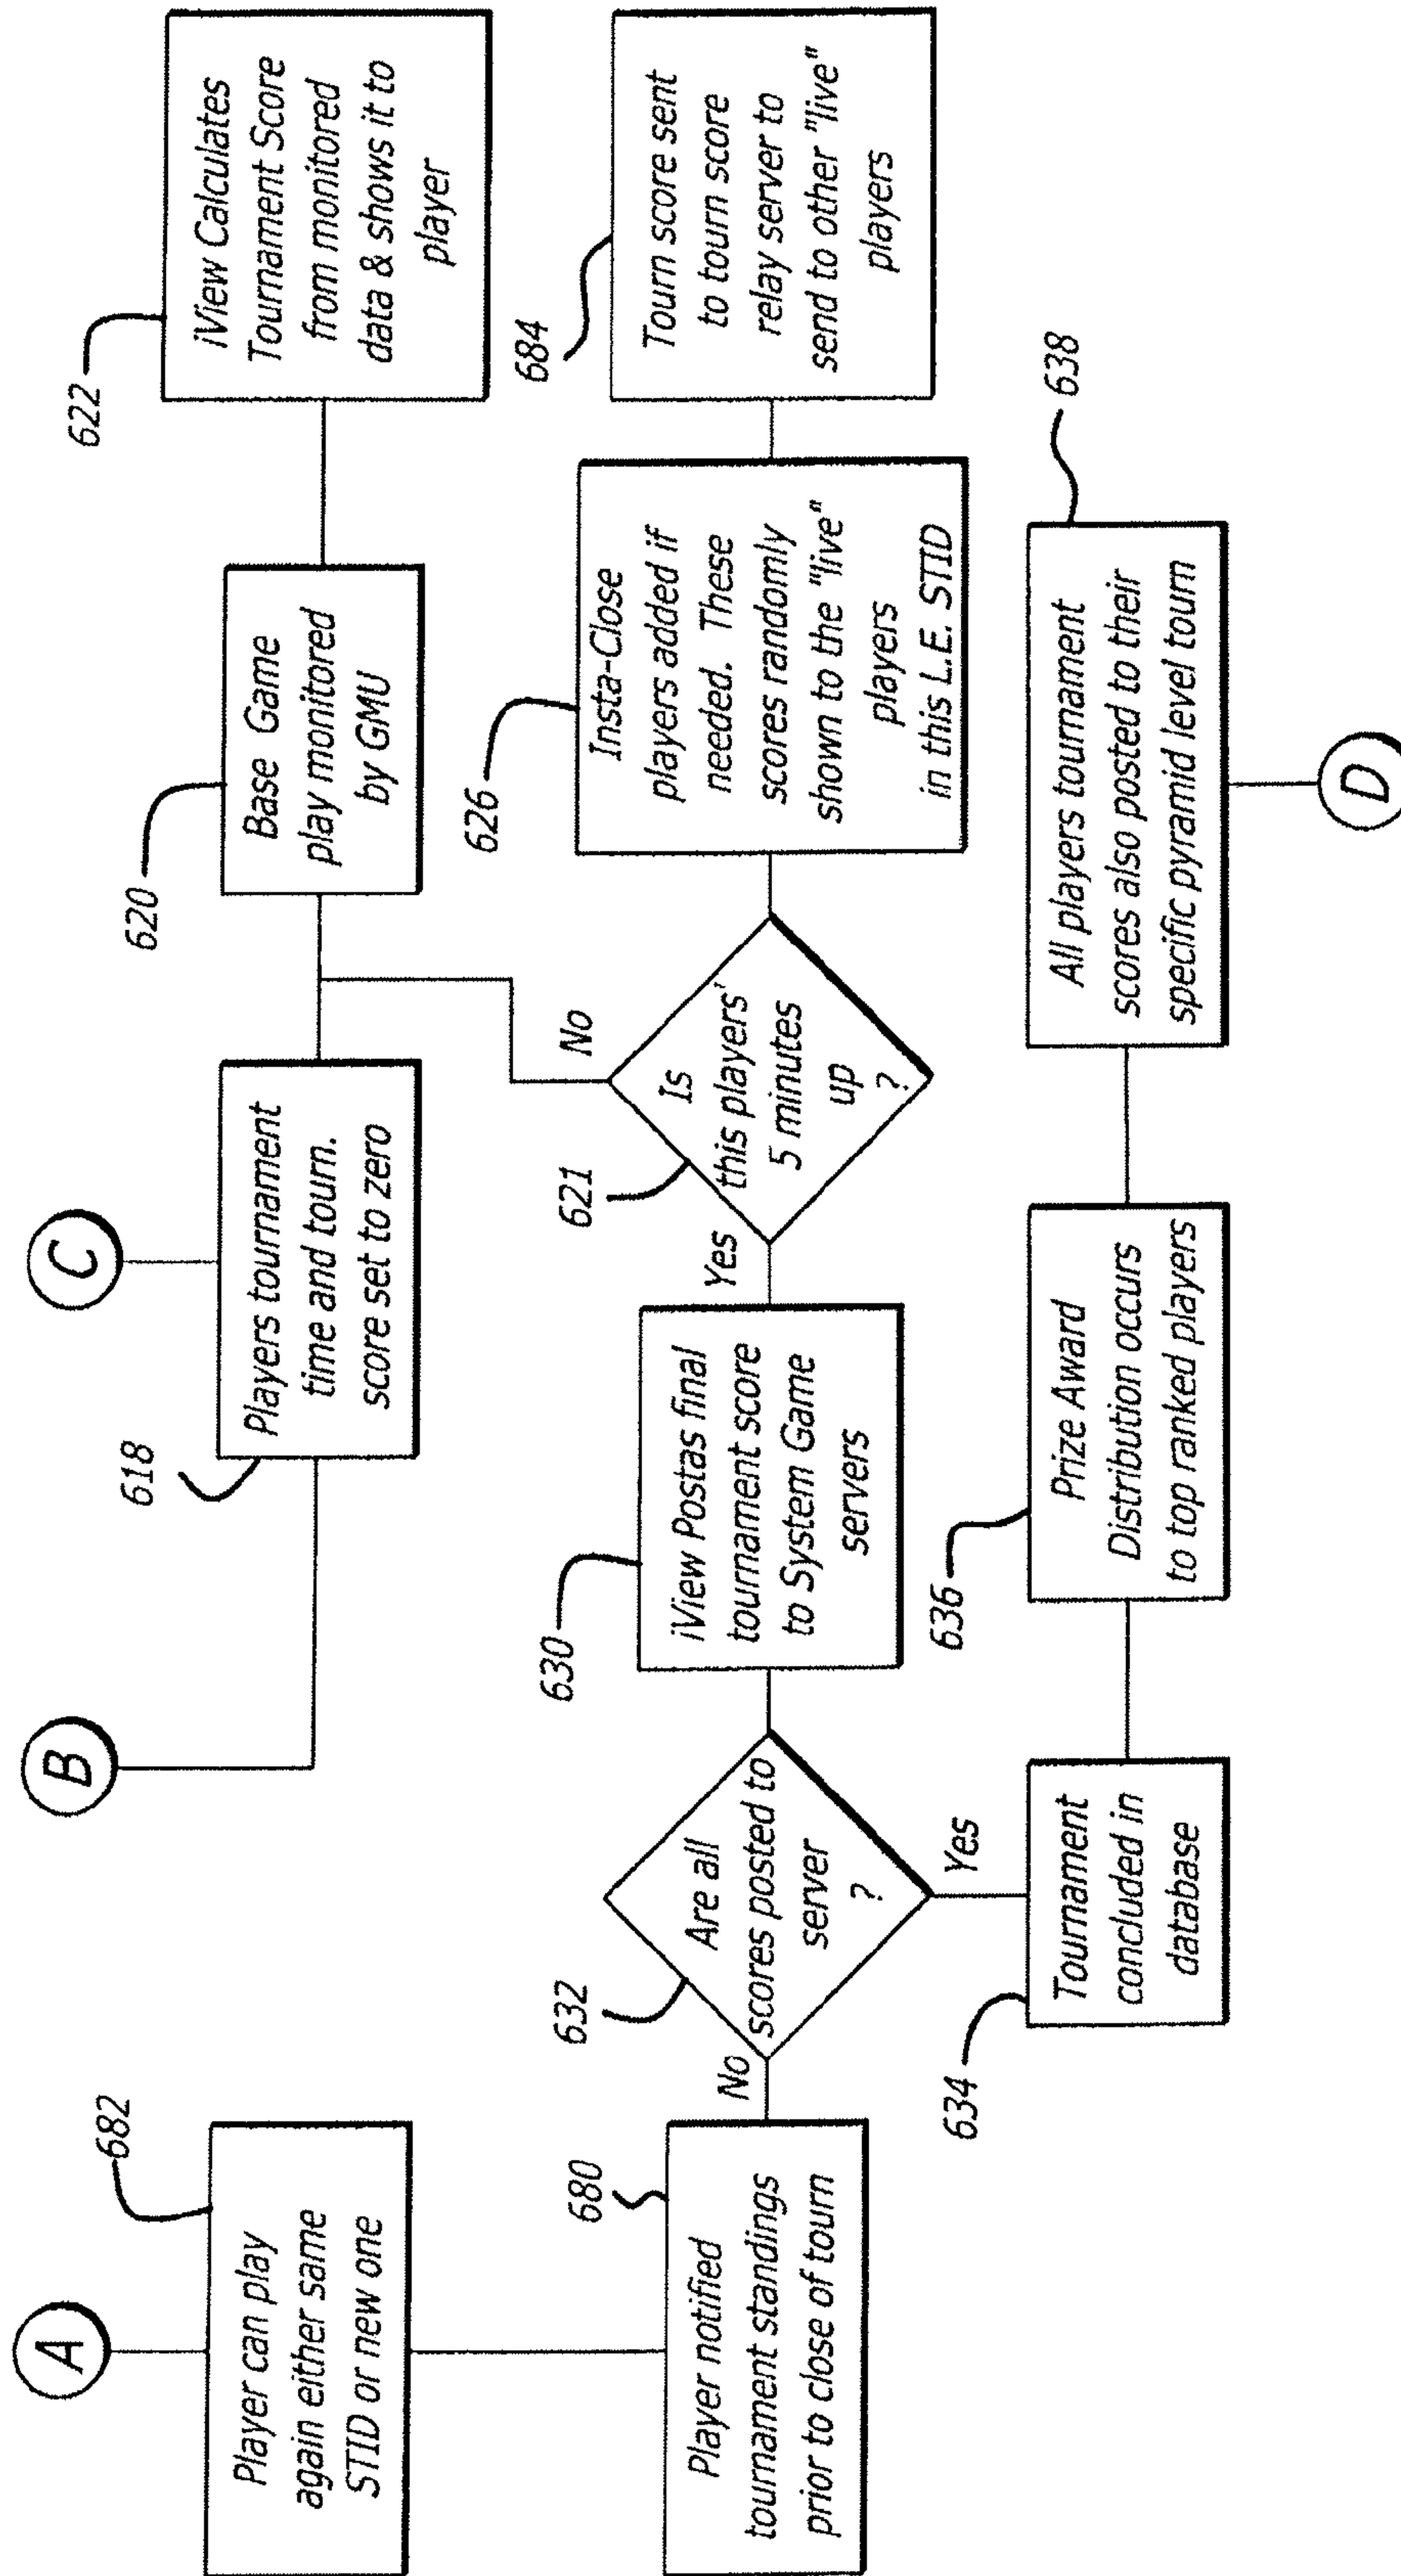 A
B
C
682
Player can play
again either same
STID or new one
618
Players tournament
time and tourn.
score set to zero
620
Base Game
play monitored
by GMU
622
iView Calculates
Tournament Score
from monitored
data & shows it to
player
680
Player notified
tournament standings
prior to close of tourn
No
632
Are all
scores posted to
server
?
Yes
630
iView Postas final
tournament score
to System Game
servers
Yes
621
Is
this players'
5 minutes
up
?
No
626
Insta-Close
players added if
needed. These
scores randomly
shown to the "live"
players
in this L.E. STID
684
Tourn score sent
to tourn score
relay server to
send to other "live"
players
634
Tournament
concluded in
database
636
Prize Award
Distribution occurs
to top ranked players
638
All players tournament
scores also posted to their
specific pyramid level tourn
D